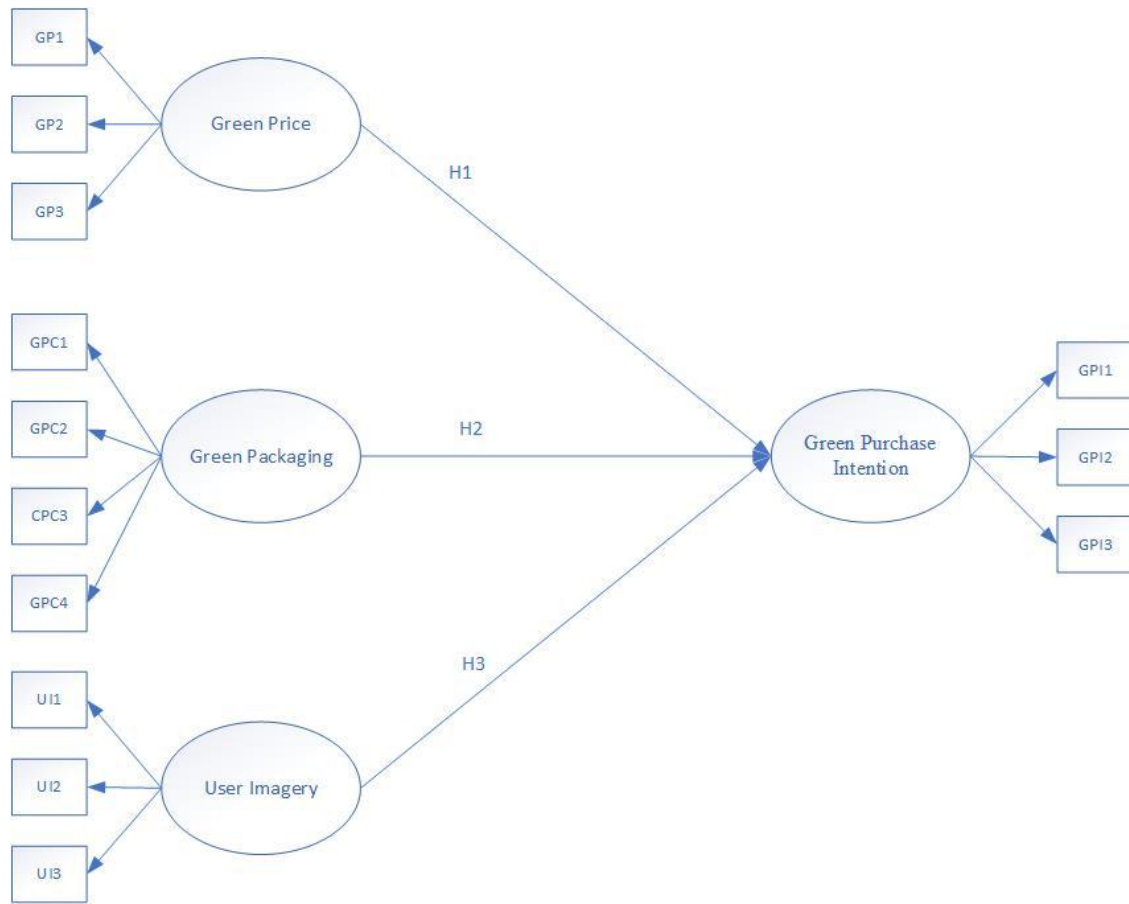 GP1
GP2
GP3
Green Price
H1
GPC1
GPC2
CPC3
GPC4
Green Packaging
H2
Green Purchase
Intention
GPI1
GPI2
GPI3
H3
UI1
UI2
UI3
User Imagery